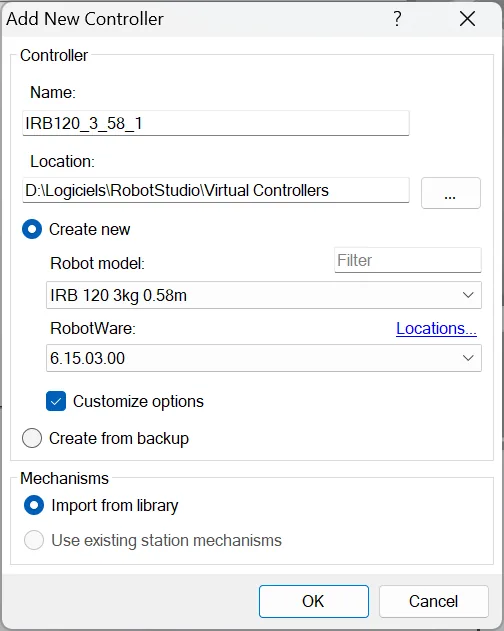 Add New Controller
?
Controller
Name:
IRB120_3_58_1
Location:
D:\Logiciels\RobotStudio\Virtual Controllers
...
Create new
Robot model:
Filter
IRB 120 3kg 0.58m
RobotWare:
Locations...
6.15.03.00
Customize options
Create from backup
Mechanisms
Import from library
Use existing station mechanisms
OK
Cancel